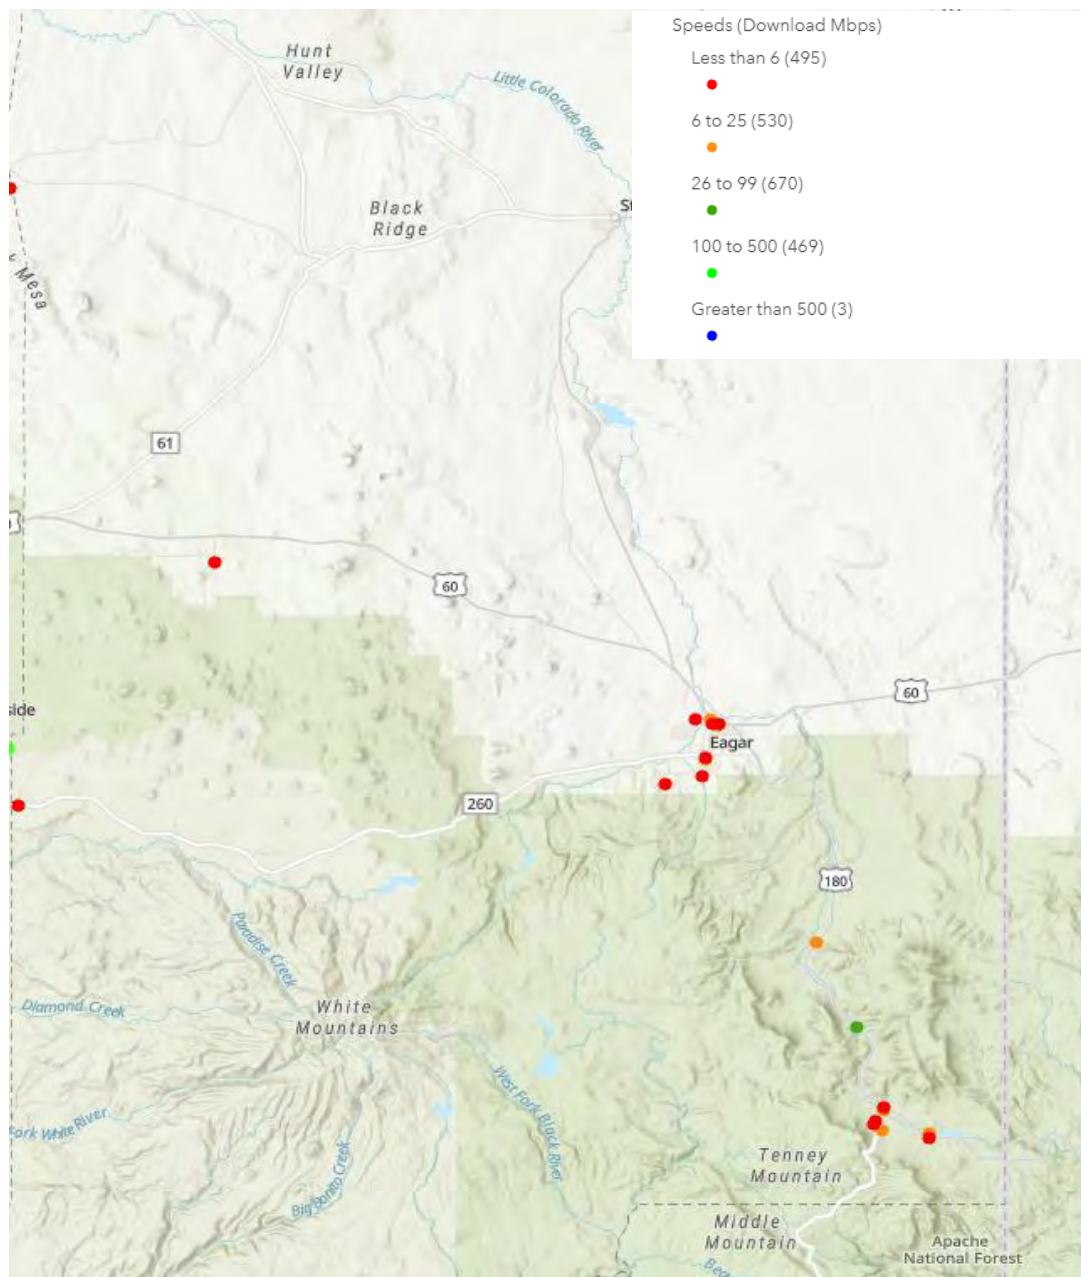 Speeds (Download Mbps)
Less than 6 (495)
6 to 25 (530)
26 to 99 (670)
100 to 500 (469)
Greater than 500 (3)
Hunt
Valley
Little Colorado River
Black
Ridge
St
k Mesa
61
60
60
side
Eagar
260
180
Paradise Creek
Diamond Creek
White
Mountains
West Fork Black River
Fork White River
Big Bonito Creek
Tenney
Mountain
Middle
Mountain
Apache
National Forest